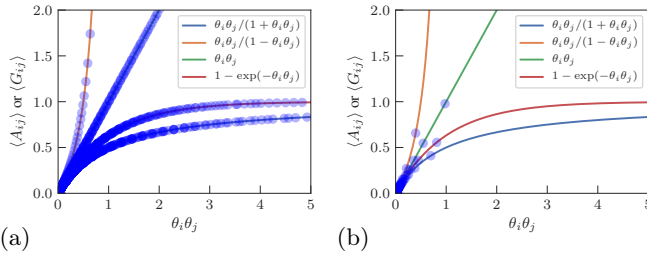 ⟨A_ij⟩ or ⟨G_ij⟩
2.0
1.5
1.0
0.5
0.0
0 1 2 3 4 5
θ_iθ_j
θ_iθ_j/(1 + θ_iθ_j)
θ_iθ_j/(1 − θ_iθ_j)
θ_iθ_j
1 − exp(−θ_iθ_j)
(a)
⟨A_ij⟩ or ⟨G_ij⟩
2.0
1.5
1.0
0.5
0.0
0 1 2 3 4 5
θ_iθ_j
θ_iθ_j/(1 + θ_iθ_j)
θ_iθ_j/(1 − θ_iθ_j)
θ_iθ_j
1 − exp(−θ_iθ_j)
(b)